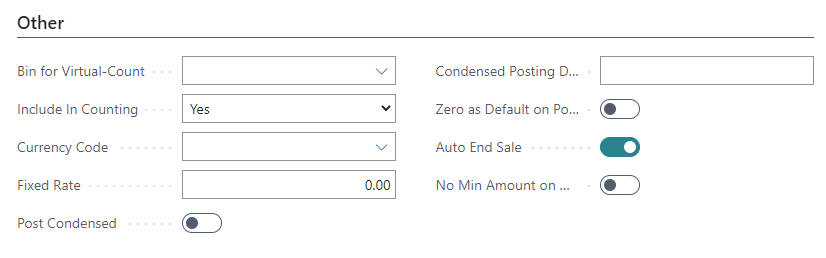 Other
Bin for Virtual-Count
Include In Counting Yes
Currency Code
Fixed Rate 0.00
Post Condensed
Condensed Posting D...
Zero as Default on Po...
Auto End Sale
No Min Amount on ...